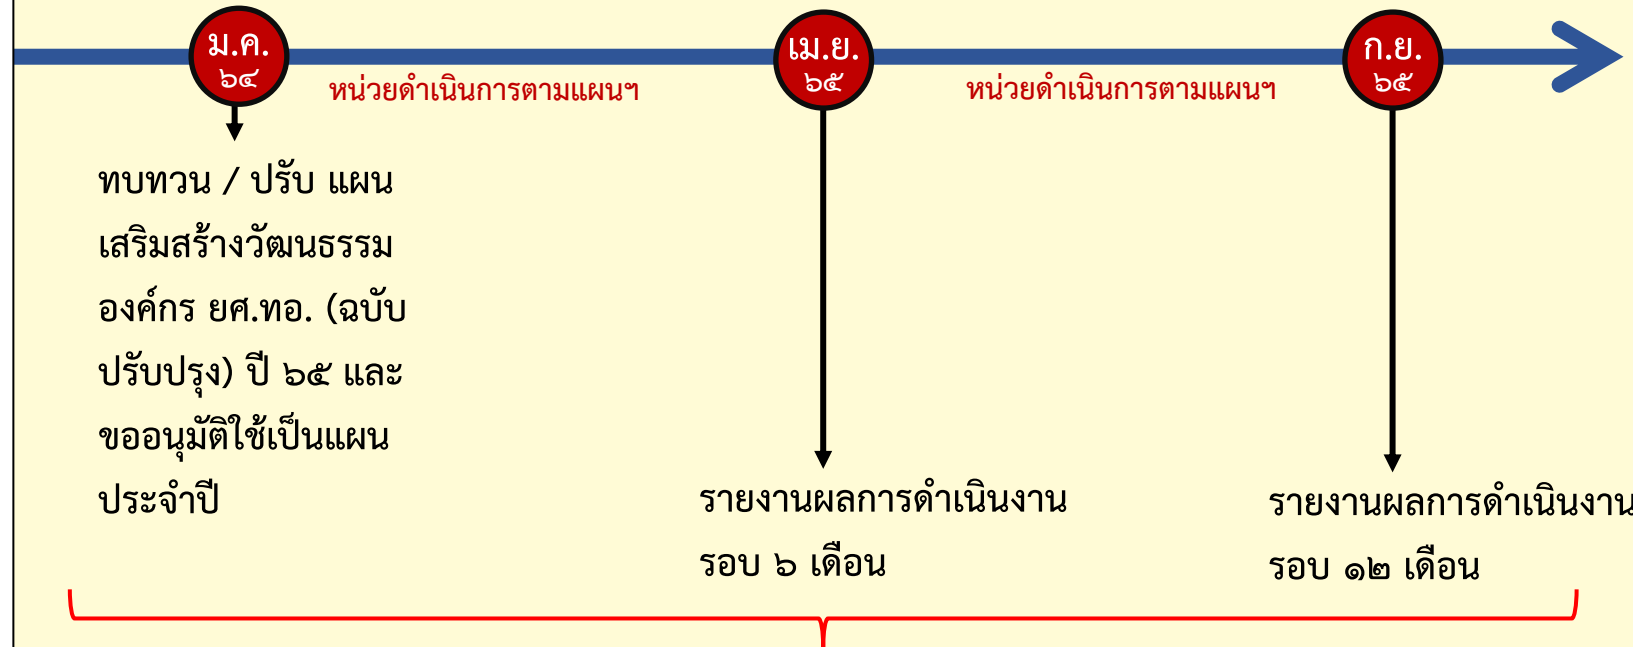 ม.ค.
๖๔
เม.ย.
๖๕
ก.ย.
๖๕
หน่วยดำเนินการตามแผนฯ
หน่วยดำเนินการตามแผนฯ
ทบทวน / ปรับ แผน
เสริมสร้างวัฒนธรรม
องค์กร ยศ.ทอ. (ฉบับ
ปรับปรุง) ปี ๖๕ และ
ขออนุมัติใช้เป็นแผน
ประจำปี
รายงานผลการดำเนินงาน
รอบ ๖ เดือน
รายงานผลการดำเนินงาน
รอบ ๑๒ เดือน